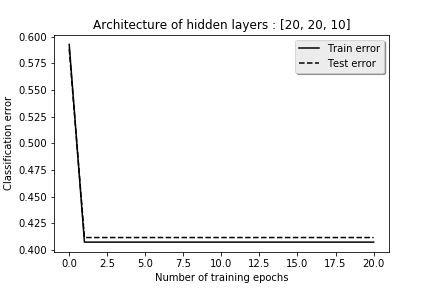 Architecture of hidden layers : [20, 20, 10]
Train error
Test error
0.600
0.575
0.550
0.525
0.500
0.475
0.450
0.425
0.400
Classification error
0.0 2.5 5.0 7.5 10.0 12.5 15.0 17.5 20.0
Number of training epochs